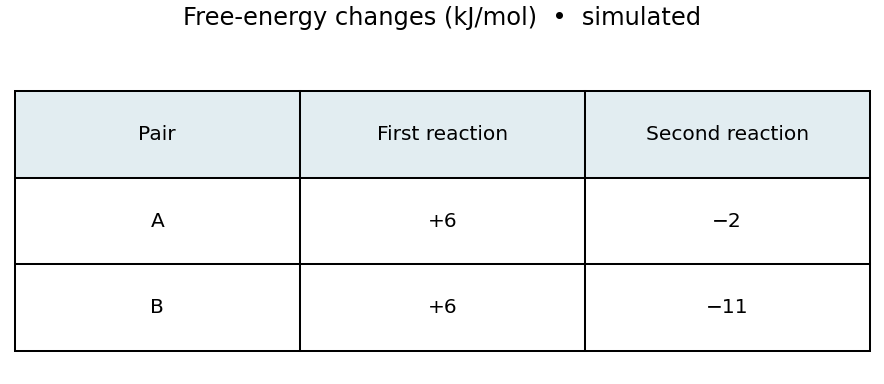 Free-energy changes (kJ/mol)  •  simulated
Pair First reaction Second reaction
A +6 −2
B +6 −11